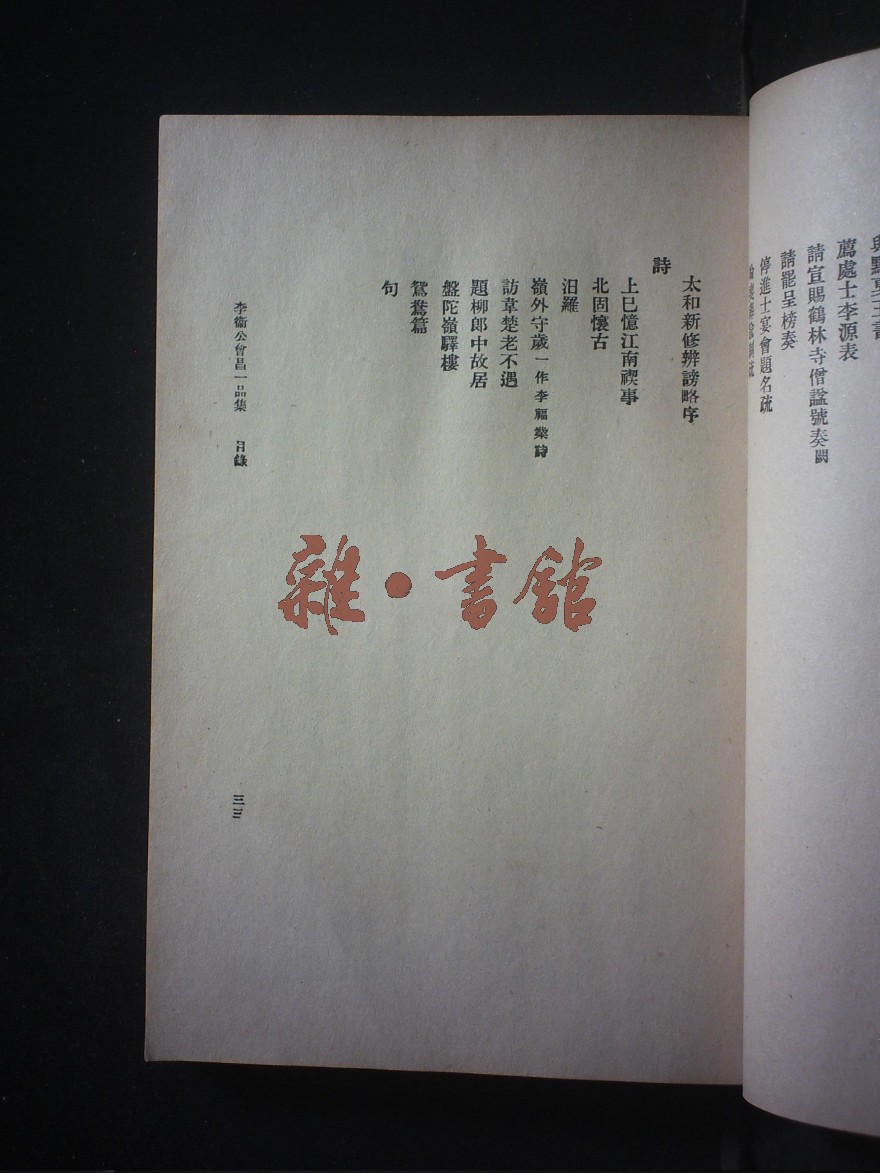 薦處士李源表
請宣賜鶴林寺僧諡號奏闕
請罷呈榜奏
停進士宴會題名疏
太和新修辨謗略序
詩
上巳憶江南禊事
北固懷古
汨羅
嶺外守歲一作李福業詩
訪韋楚老不遇
題柳郎中故居
盤陀嶺驛樓
鴛鴦篇
句
李衞公會昌一品集 目錄
三三
雜·書館